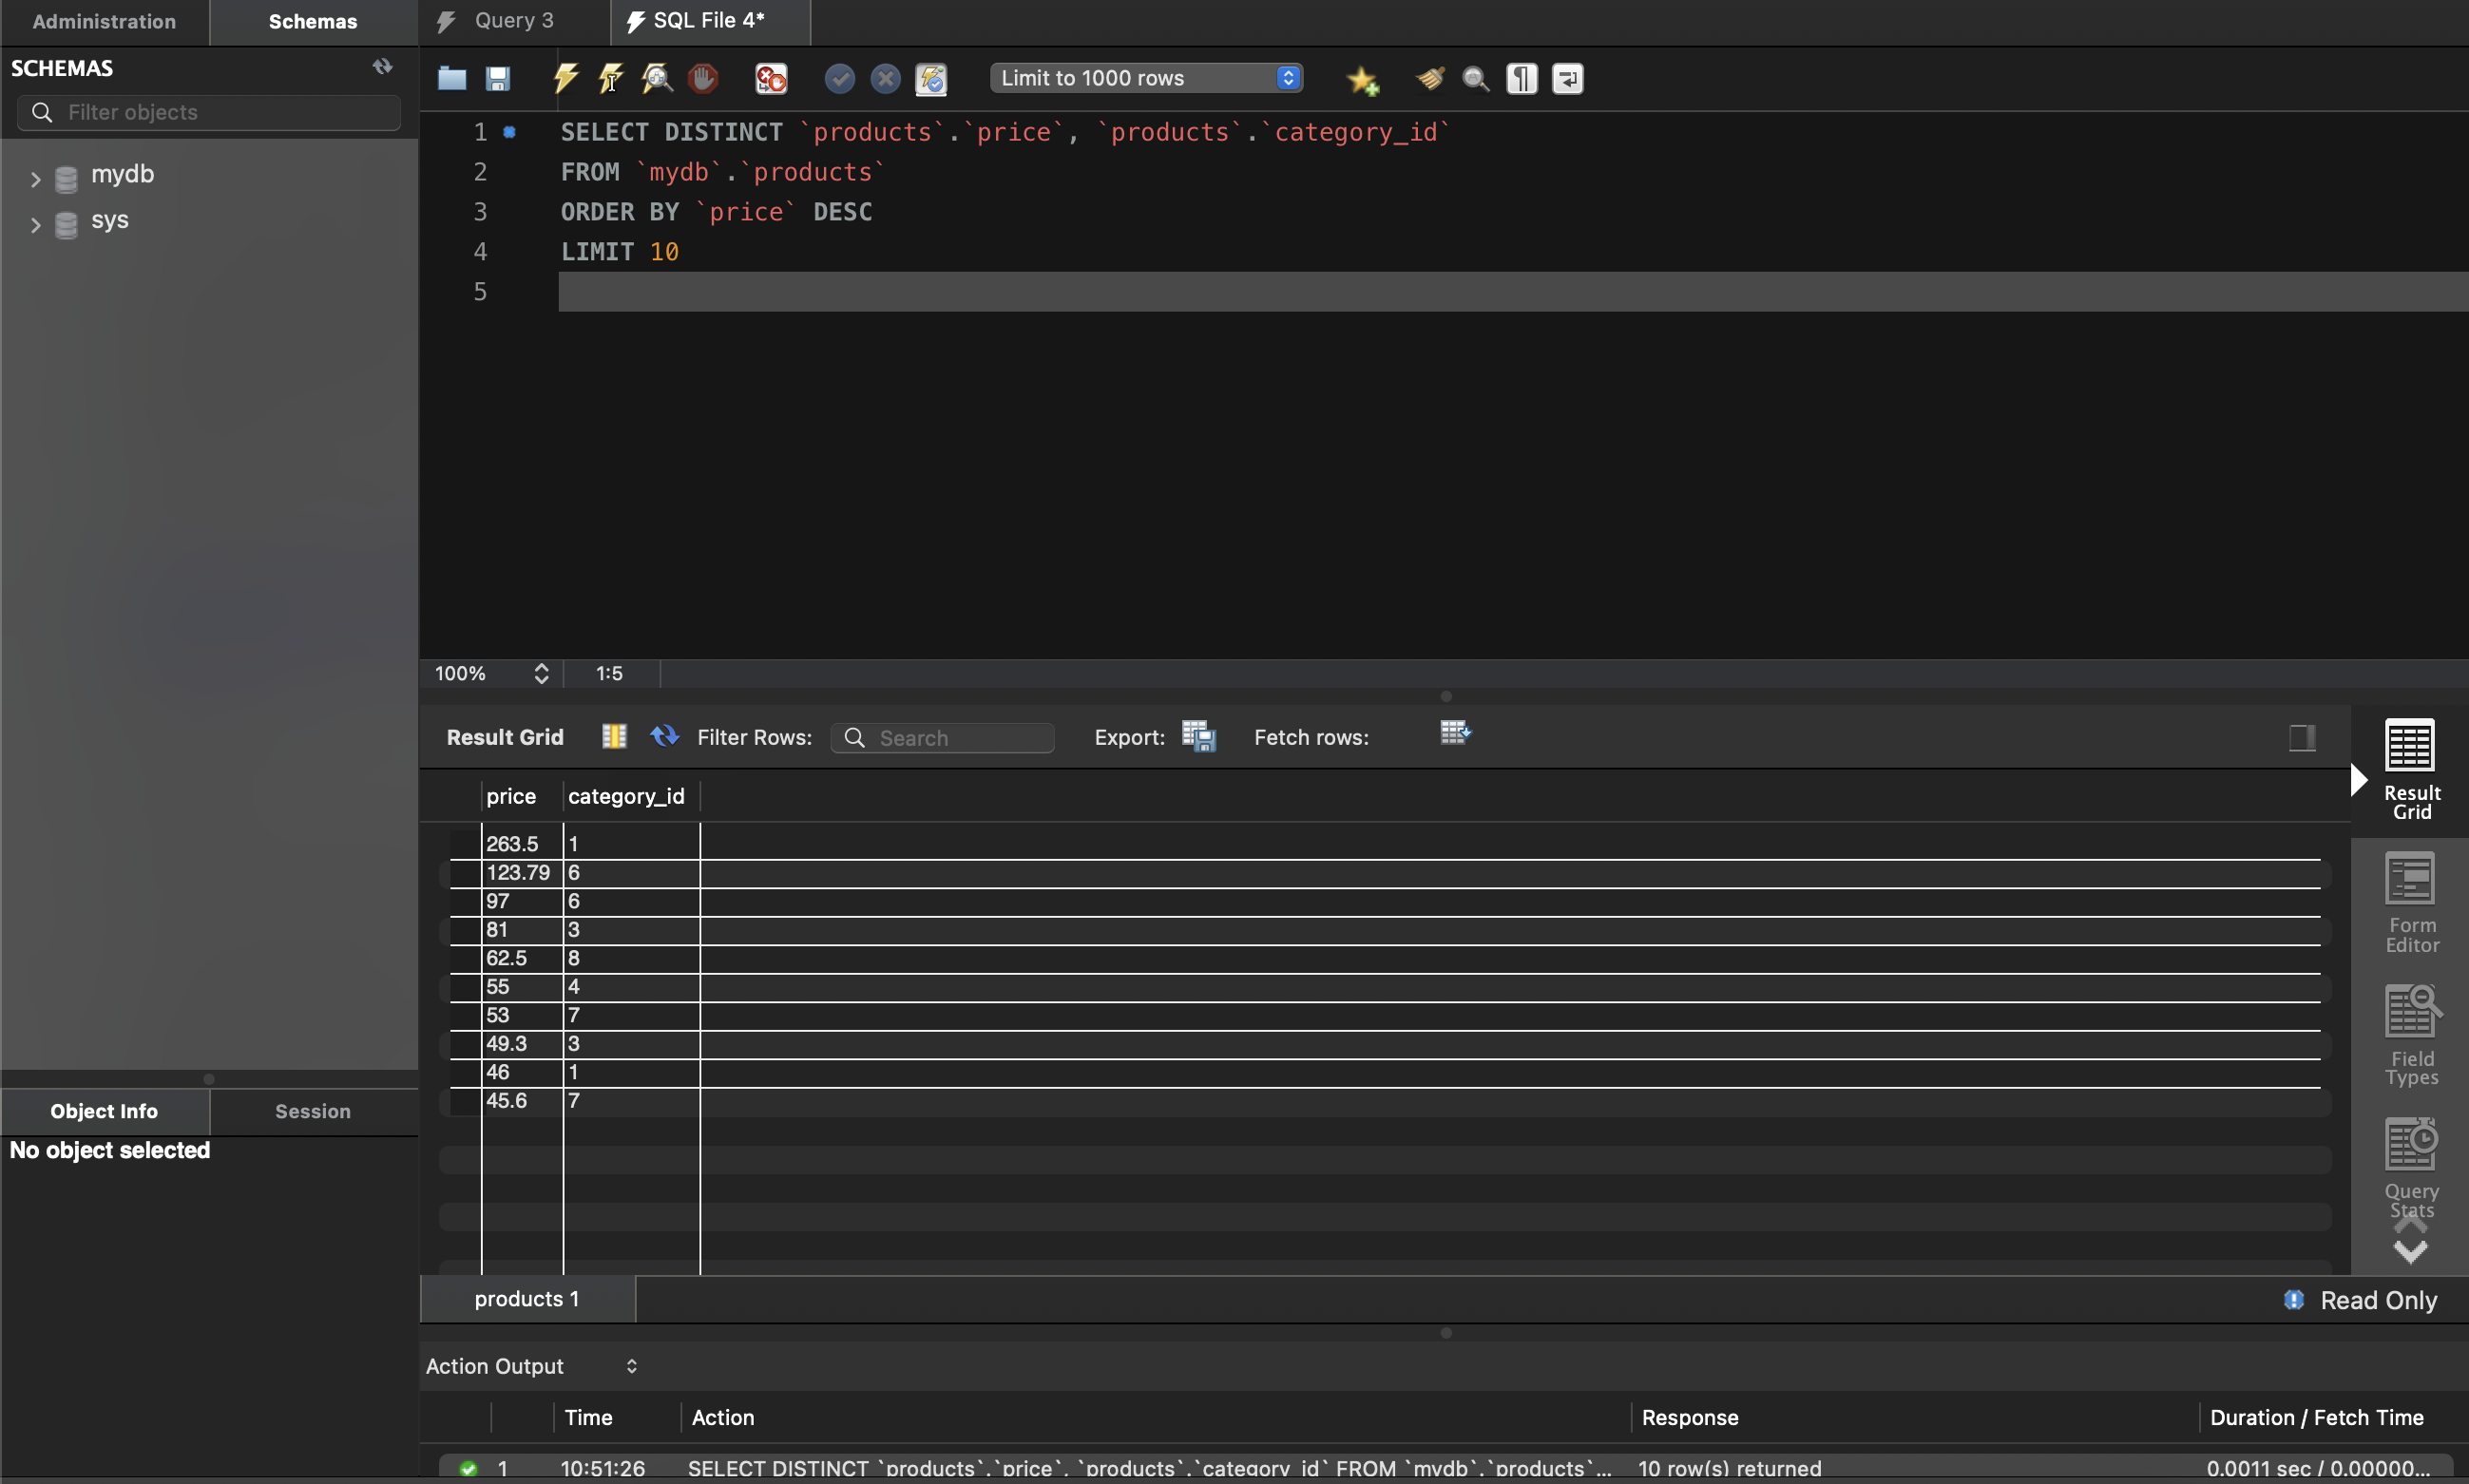 Administration
Schemas
Query 3
SQL File 4*
SCHEMAS
Filter objects
mydb
sys
Limit to 1000 rows
1 SELECT DISTINCT `products`.`price`, `products`.`category_id`
2 FROM `mydb`.`products`
3 ORDER BY `price` DESC
4 LIMIT 10
5
100%
1:5
Result Grid
Filter Rows:
Search
Export:
Fetch rows:
price category_id
263.5 1
123.79 6
97 6
81 3
62.5 8
55 4
53 7
49.3 3
46 1
45.6 7
Result
Grid
Form
Editor
Field
Types
Query
Stats
Object Info
Session
No object selected
products 1
Read Only
Action Output
Time Action Response Duration / Fetch Time
1 10:51:26 SELECT DISTINCT `products`.`price`, `products`.`category_id` FROM `mydb`.`products`... 10 row(s) returned 0.0011 sec / 0.00000...